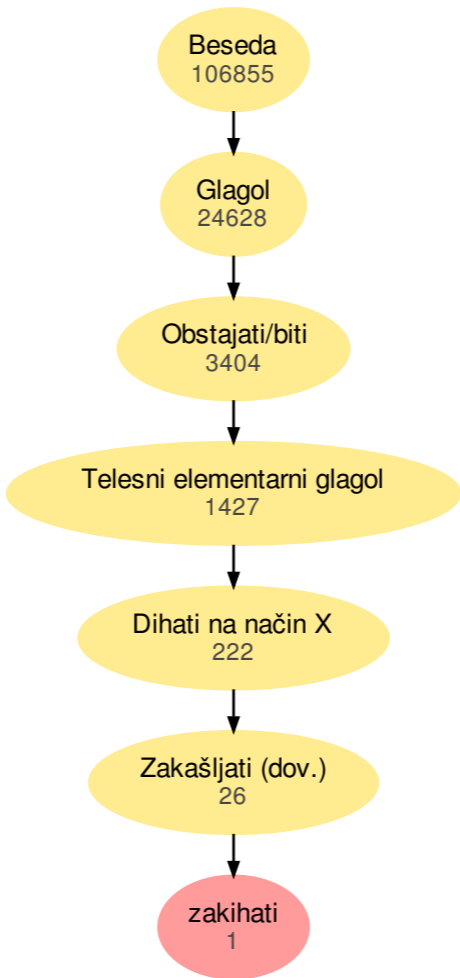 Beseda
106855
Glagol
24628
Obstajati/biti
3404
Telesni elementarni glagol
1427
Dihati na način X
222
Zakašljati (dov.)
26
zakihati
1